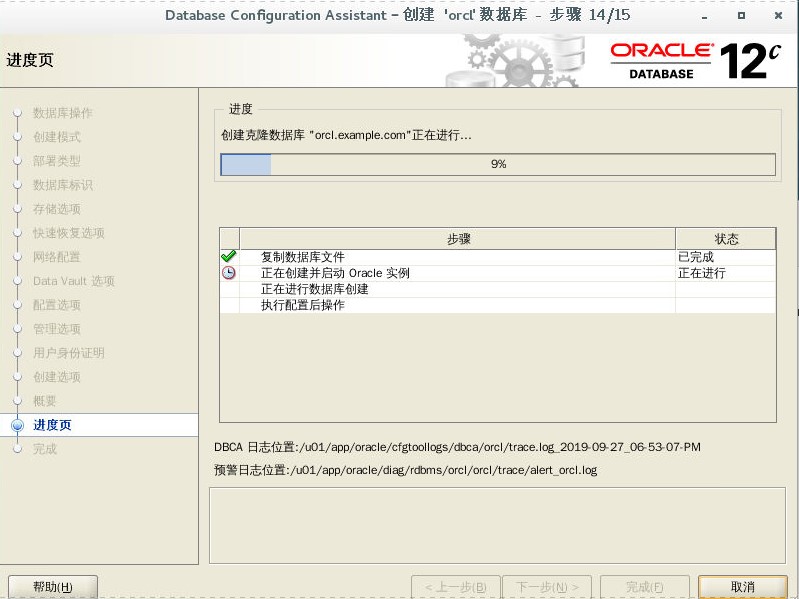 Database Configuration Assistant – 创建 'orcl' 数据库 - 步骤 14/15
进度页
ORACLE
DATABASE
12c
数据库操作
创建模式
部署类型
数据库标识
存储选项
快速恢复选项
网络配置
Data Vault 选项
配置选项
管理选项
用户身份证明
创建选项
概要
进度页
完成
进度
创建克隆数据库 "orcl.example.com"正在进行...
9%
步骤 状态
复制数据库文件 已完成
正在创建并启动 Oracle 实例 正在进行
正在进行数据库创建
执行配置后操作
DBCA 日志位置:/u01/app/oracle/cfgtoollogs/dbca/orcl/trace.log_2019-09-27_06-53-07-PM
预警日志位置:/u01/app/oracle/diag/rdbms/orcl/orcl/trace/alert_orcl.log
帮助(H) < 上一步(B) 下一步(N) > 完成(F) 取消